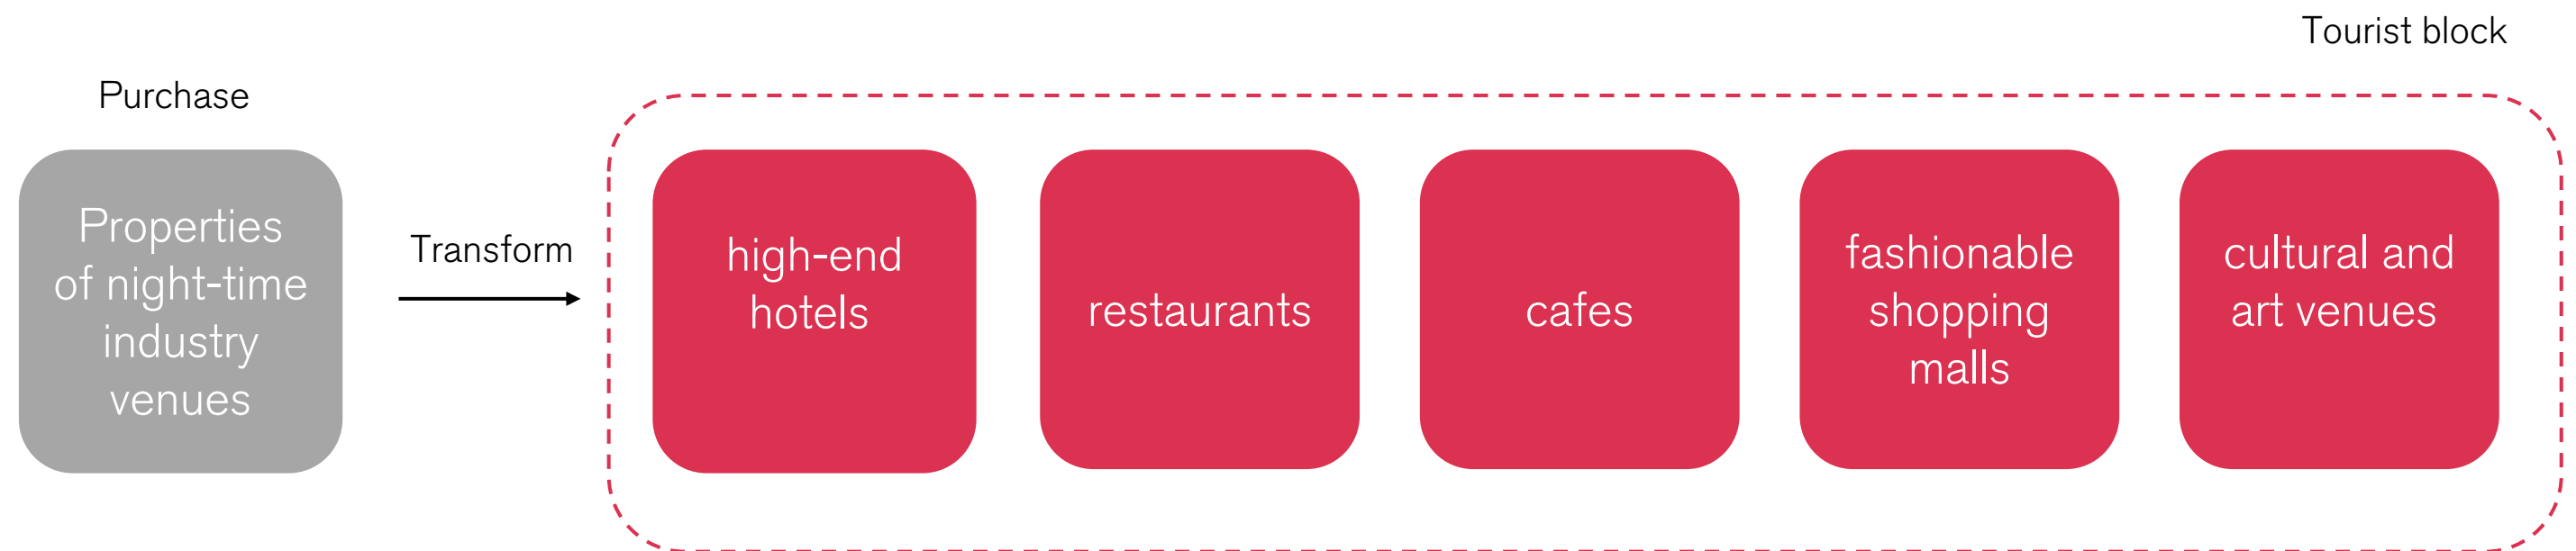 Tourist block
Purchase
Properties
of night-time
industry
venues
Transform
high-end
hotels
restaurants
cafes
fashionable
shopping
malls
cultural and
art venues